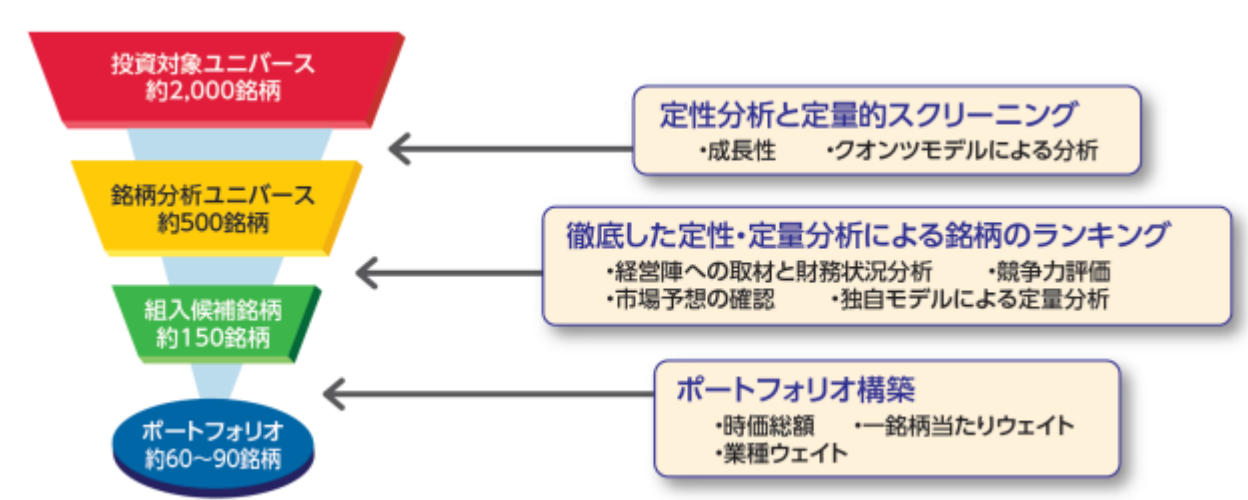 投資対象ユニバース
約2,000銘柄
定性分析と定量的スクリーニング
・成長性 ・クオンツモデルによる分析
銘柄分析ユニバース
約500銘柄
徹底した定性・定量分析による銘柄のランキング
・経営陣への取材と財務状況分析 ・競争力評価
・市場予想の確認 ・独自モデルによる定量分析
組入候補銘柄
約150銘柄
ポートフォリオ構築
・時価総額 ・一銘柄当たりウェイト
・業種ウェイト
ポートフォリオ
約60～90銘柄